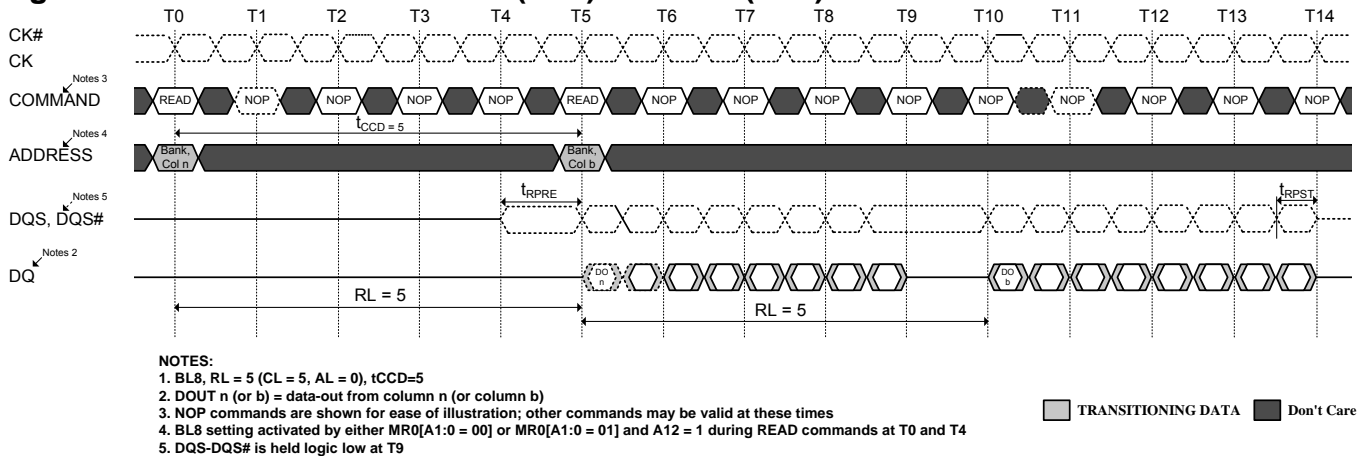 T0 T1 T2 T3 T4 T5 T6 T7 T8 T9 T10 T11 T12 T13 T14
CK#
CK
Notes 3
COMMAND
READ NOP NOP NOP NOP READ NOP NOP NOP NOP NOP NOP NOP NOP NOP
tCCD = 5
Notes 4
ADDRESS
Bank,
Col n
Bank,
Col b
tRPRE
tRPST
Notes 5
DQS, DQS#
Notes 2
DQ
DO
n
DO
b
RL = 5
RL = 5
NOTES:
1. BL8, RL = 5 (CL = 5, AL = 0), tCCD=5
2. DOUT n (or b) = data-out from column n (or column b)
3. NOP commands are shown for ease of illustration; other commands may be valid at these times
4. BL8 setting activated by either MR0[A1:0 = 00] or MR0[A1:0 = 01] and A12 = 1 during READ commands at T0 and T4
5. DQS-DQS# is held logic low at T9
TRANSITIONING DATA
Don't Care